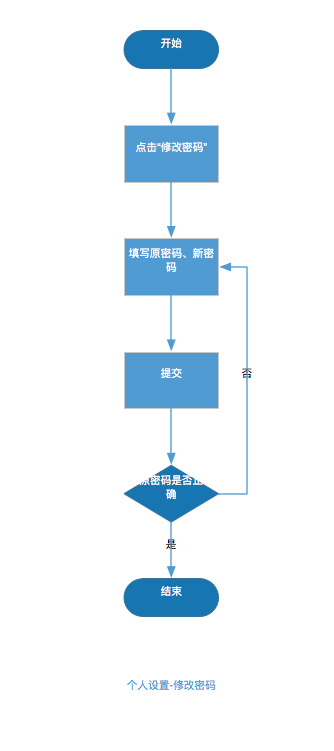 开始
点击"修改密码"
填写原密码、新密
码
提交
否
原密码是否正
确
是
结束
个人设置-修改密码